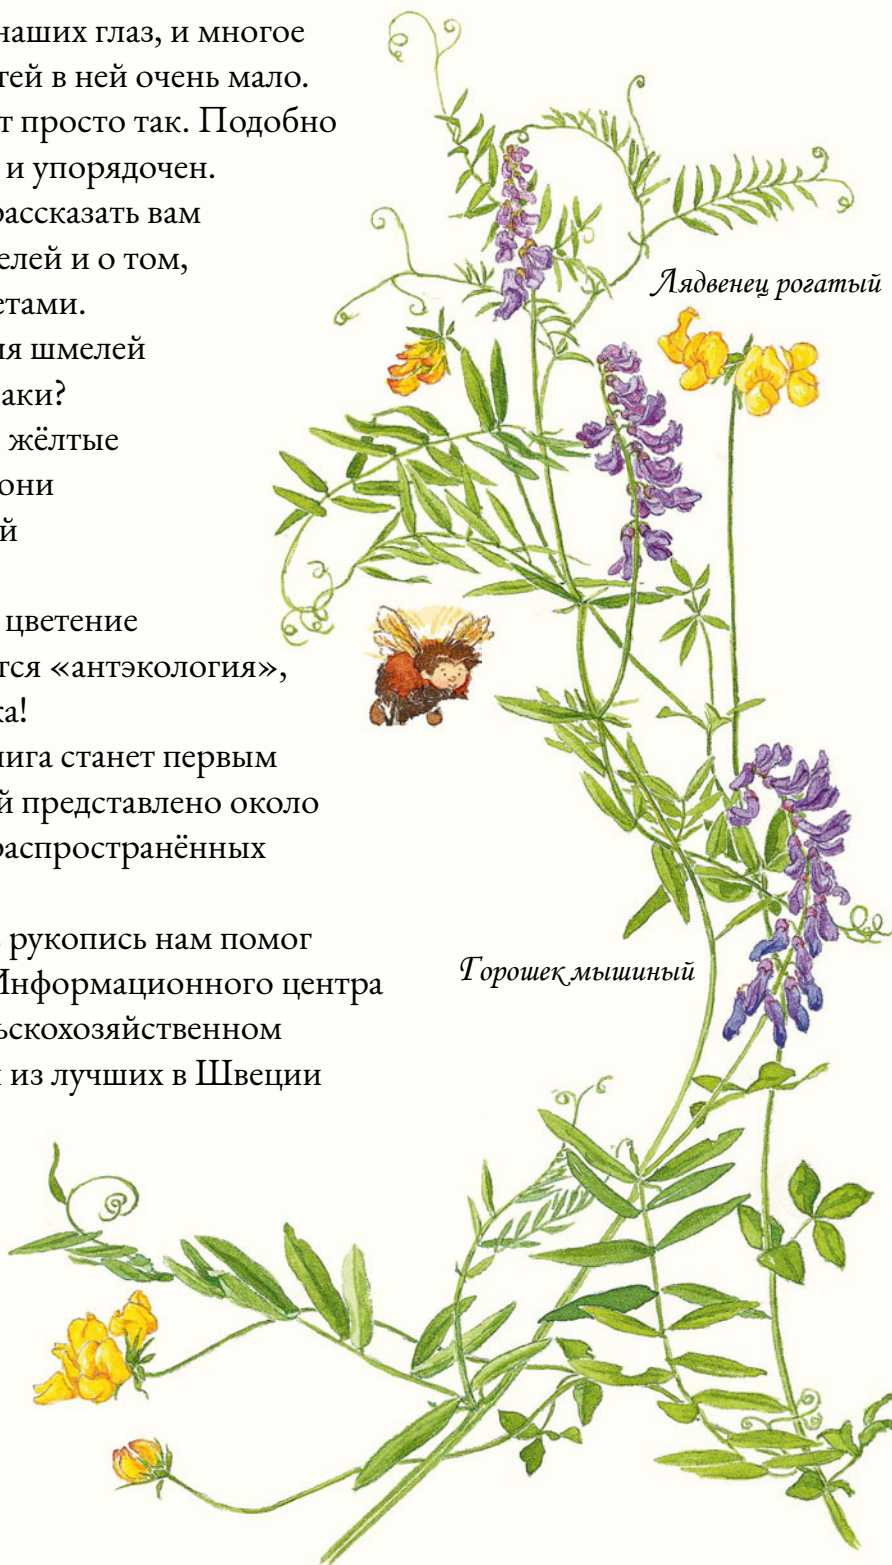 наших глаз, и многое
тей в ней очень мало.
т просто так. Подобно
и упорядочен.
рассказать вам
елей и о том,
етами.
ия шмелей
аки?
жёлтые
они
й
цветение
тся «антэкология»,
ка!
нига станет первым
й представлено около
распространённых
рукопись нам помог
Информационного центра
ьскохозяйственном
из лучших в Швеции
Лядвенец рогатый
Горошек мышиный